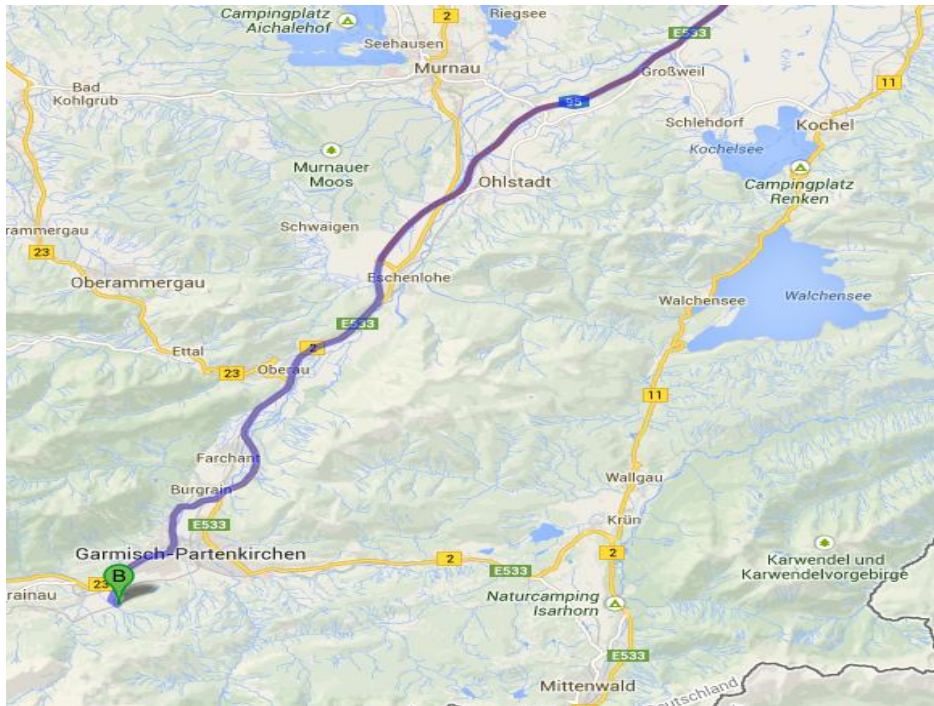 Campingplatz
Aichalehof
2
Riegsee
Seehausen
E533
Murnau
Großweil
Bad
Kohlgrub
95
11
Schlehdorf
Kochel
Kochelsee
Murnauer
Moos
Ohlstadt
Campingplatz
Renken
Schwaigen
rammergau
23
Eschenlohe
Oberammergau
Walchensee
Walchensee
E533
Ettal
2
23
Oberau
11
Farchant
Wallgau
Burgrain
E533
Krün
Garmisch-Partenkirchen
2
2
E533
Karwendel und
Karwendelvorgebirge
B
23
rainau
Naturcamping
Isarhorn
E533
Mittenwald
Deutschland